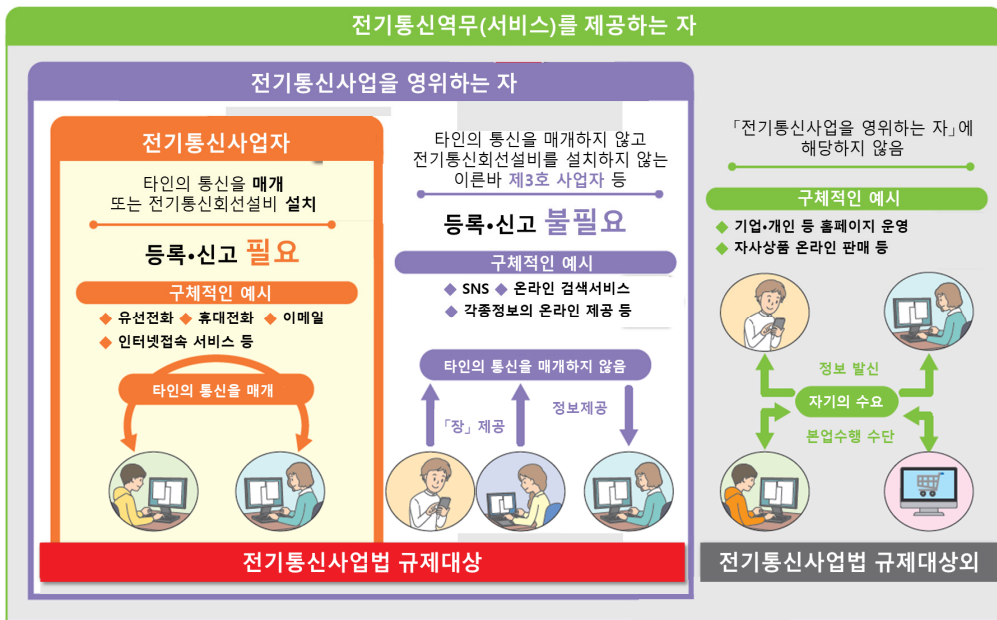 전기통신역무(서비스)를 제공하는 자
전기통신사업을 영위하는 자
전기통신사업자
타인의 통신을 매개
또는 전기통신회선설비 설치
등록•신고 필요
구체적인 예시
◆ 유선전화 ◆ 휴대전화 ◆ 이메일
◆ 인터넷접속 서비스 등
타인의 통신을 매개
타인의 통신을 매개하지 않고
전기통신회선설비를 설치하지 않는
이른바 제3호 사업자 등
등록•신고 불필요
구체적인 예시
◆ SNS ◆ 온라인 검색서비스
◆ 각종정보의 온라인 제공 등
타인의 통신을 매개하지 않음
「장」 제공
정보제공
전기통신사업법 규제대상
「전기통신사업을 영위하는 자」에
해당하지 않음
구체적인 예시
◆ 기업•개인 등 홈페이지 운영
◆ 자사상품 온라인 판매 등
정보 발신
자기의 수요
본업수행 수단
전기통신사업법 규제대상외